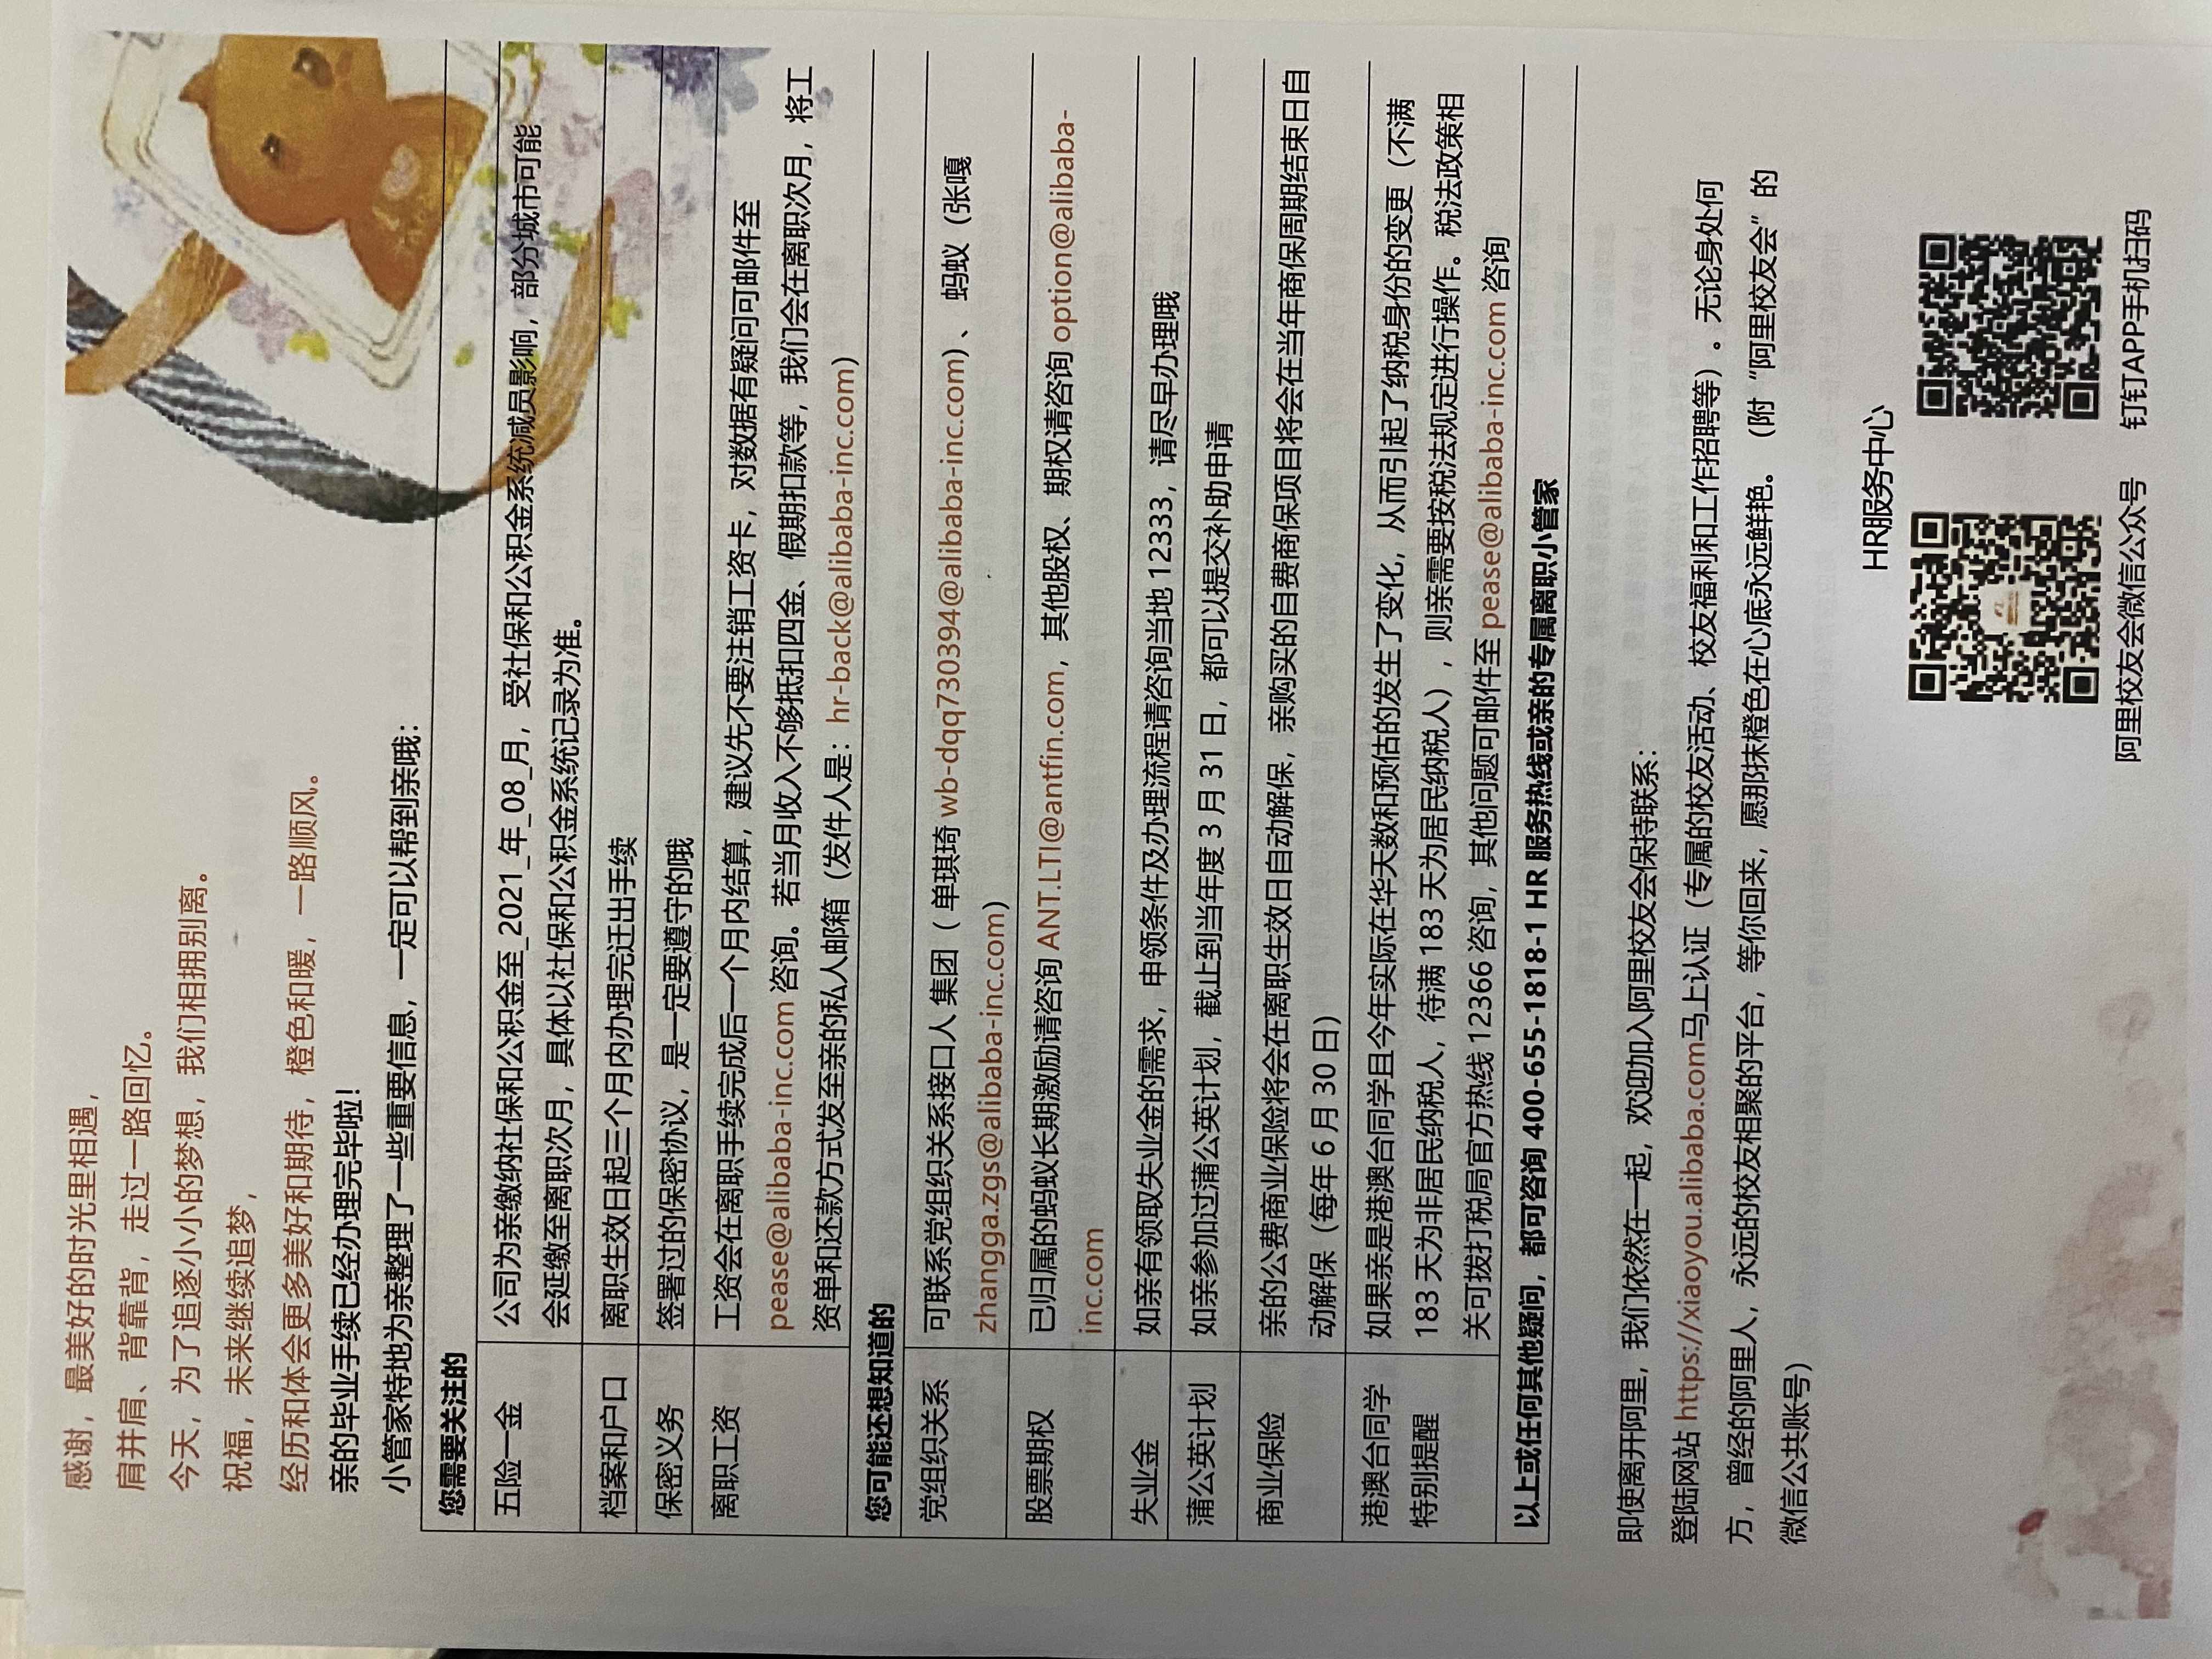 感谢，最美好的时光里相遇，
肩并肩、背靠背，走过一路回忆。
今天，为了追逐小小的梦想，我们相拥别离。
祝福，未来继续追梦，
经历和体会更多美好和期待，橙色和暖，一路顺风。
亲的毕业手续已经办理完毕啦！
小管家特地为亲整理了一些重要信息，一定可以帮到亲哦：
您需要关注的
五险一金
公司为亲缴纳社保和公积金至_2021_年_08_月，受社保和公积金系统减员影响，部分城市可能
会延缴至离职次月，具体以社保和公积金系统记录为准。
档案和户口
离职生效日起三个月内办理完迁出手续
保密义务
签署过的保密协议，是一定要遵守的哦
离职工资
工资会在离职手续完成后一个月内结算，建议先不要注销工资卡，对数据有疑问可邮件至
pease@alibaba-inc.com 咨询。若当月收入不够抵扣四金、假期扣款等，我们会在离职次月，将工
资单和还款方式发至亲的私人邮箱（发件人是：hr-back@alibaba-inc.com）
您可能还想知道的
党组织关系
可联系党组织关系接口人 集团（ 单琪琦 wb-dqq730394@alibaba-inc.com）、 蚂蚁（张嘎
zhangga.zgs@alibaba-inc.com）
股票期权
已归属的蚂蚁长期激励请咨询 ANT.LTI@antfin.com，其他股权、期权请咨询 option@alibaba-
inc.com
失业金
如亲有领取失业金的需求，申领条件及办理流程请咨询当地 12333，请尽早办理哦
蒲公英计划
如亲参加过蒲公英计划，截止到当年度 3 月 31 日，都可以提交补助申请
商业保险
亲的公费商业保险将会在离职生效日自动解保，亲购买的自费商保项目将会在当年商保周期结束日自
动解保（每年 6 月 30 日）
港澳台同学
特别提醒
如果亲是港澳台同学且今年实际在华天数和预估的发生了变化，从而引起了纳税身份的变更（不满
183 天为非居民纳税人，待满 183 天为居民纳税人），则亲需要按税法规定进行操作。税法政策相
关可拨打税局官方热线 12366 咨询，其他问题可邮件至 pease@alibaba-inc.com 咨询
以上或任何其他疑问，都可咨询 400-655-1818-1 HR 服务热线或亲的专属离职小管家
即使离开阿里，我们依然在一起，欢迎加入阿里校友会保持联系：
登陆网站 https://xiaoyou.alibaba.com马上认证（专属的校友活动、校友福利和工作招聘等）。无论身处何
方，曾经的阿里人，永远的校友相聚的平台，等你回来，愿那抹橙色在心底永远鲜艳。（附“阿里校友会”的
微信公共账号）
HR服务中心
阿里校友会微信公众号
钉钉APP手机扫码